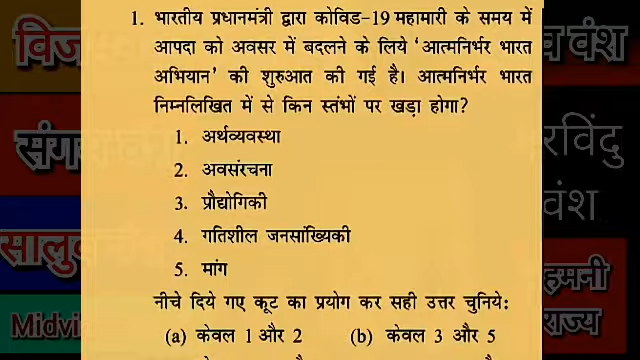 1. भारतीय प्रधानमंत्री द्वारा कोविड-19 महामारी के समय में
आपदा को अवसर में बदलने के लिये 'आत्मनिर्भर भारत
अभियान' की शुरुआत की गई है। आत्मनिर्भर भारत
निम्नलिखित में से किन स्तंभों पर खड़ा होगा?
1. अर्थव्यवस्था
2. अवसंरचना
3. प्रौद्योगिकी
4. गतिशील जनसांख्यिकी
5. मांग
नीचे दिये गए कूट का प्रयोग कर सही उत्तर चुनिये:
(a) केवल 1 और 2 (b) केवल 3 और 5
विज
संग
सालु
Midvi
वंश
रविंदु
वंश
हमनी
राज्य